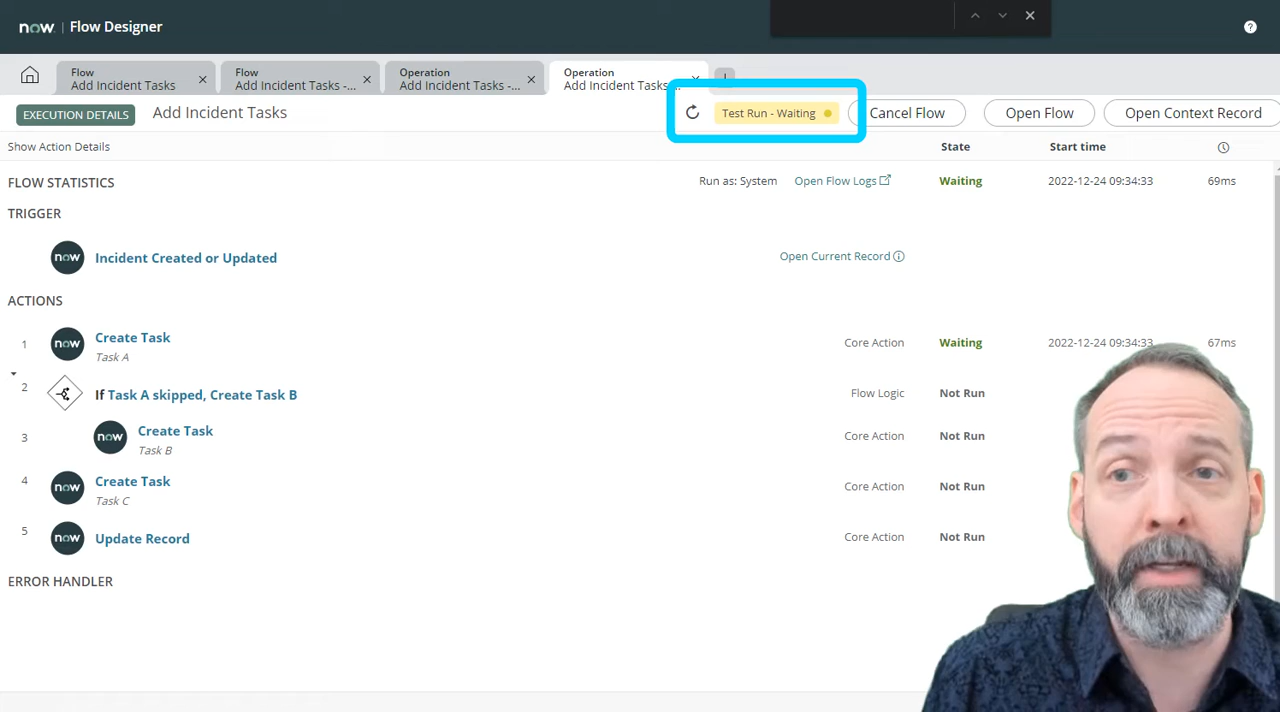 now | Flow Designer
Flow
Add Incident Tasks
Flow
Add Incident Tasks -...
Operation
Add Incident Tasks -...
Operation
Add Incident Tasks
EXECUTION DETAILS Add Incident Tasks Test Run - Waiting Cancel Flow Open Flow Open Context Record
Show Action Details State Start time
FLOW STATISTICS Run as: System Open Flow Logs Waiting 2022-12-24 09:34:33 69ms
TRIGGER
now Incident Created or Updated Open Current Record
ACTIONS
1 now Create Task Core Action Waiting 2022-12-24 09:34:33 67ms
Task A
2 If Task A skipped, Create Task B Flow Logic Not Run
3 now Create Task Core Action Not Run
Task B
4 now Create Task Core Action Not Run
Task C
5 now Update Record Core Action Not Run
ERROR HANDLER